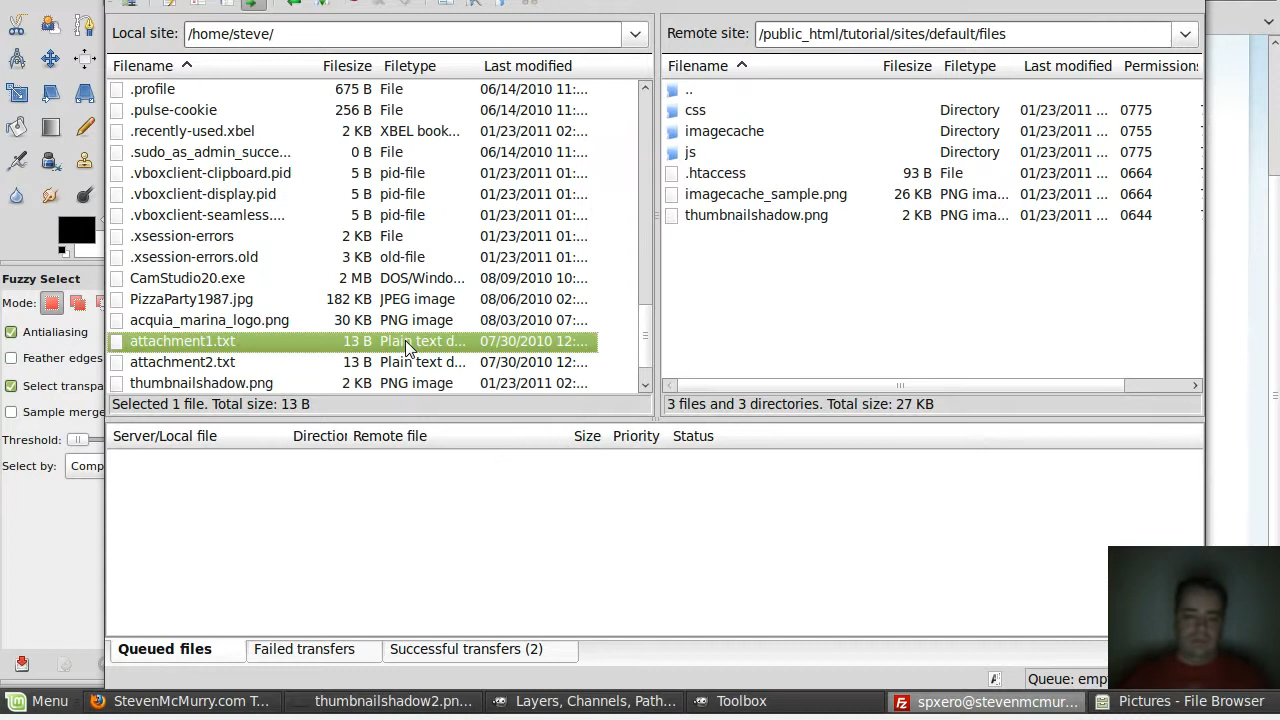 Local site: /home/steve/ Remote site: /public_html/tutorial/sites/default/files
Filename Filesize Filetype Last modified Filename Filesize Filetype Last modified Permissions
.profile 675 B File 06/14/2010 11:... ..
.pulse-cookie 256 B File 06/14/2010 11:... css Directory 01/23/2011 ... 0775
.recently-used.xbel 2 KB XBEL book... 01/23/2011 02:... imagecache Directory 01/23/2011 ... 0755
.sudo_as_admin_succe... 0 B File 06/14/2010 11:... js Directory 01/23/2011 ... 0775
.vboxclient-clipboard.pid 5 B pid-file 01/23/2011 01:... .htaccess 93 B File 01/23/2011 ... 0664
.vboxclient-display.pid 5 B pid-file 01/23/2011 01:... imagecache_sample.png 26 KB PNG ima... 01/23/2011 ... 0664
.vboxclient-seamless.... 5 B pid-file 01/23/2011 01:... thumbnailshadow.png 2 KB PNG ima... 01/23/2011 ... 0644
.xsession-errors 2 KB File 01/23/2011 01:...
.xsession-errors.old 3 KB old-file 01/23/2011 01:...
CamStudio20.exe 2 MB DOS/Windo... 08/09/2010 10:...
PizzaParty1987.jpg 182 KB JPEG image 08/06/2010 02:...
acquia_marina_logo.png 30 KB PNG image 08/03/2010 07:...
attachment1.txt 13 B Plain text d... 07/30/2010 12:...
attachment2.txt 13 B Plain text d... 07/30/2010 12:...
thumbnailshadow.png 2 KB PNG image 01/23/2011 02:...
Selected 1 file. Total size: 13 B 3 files and 3 directories. Total size: 27 KB
Server/Local file Direction Remote file Size Priority Status
Queued files Failed transfers Successful transfers (2)
Queue: empt
Fuzzy Select
Mode:
Antialiasing
Feather edges
Select transpa
Sample merge
Threshold:
Select by: Comp
Menu StevenMcMurry.com T... thumbnailshadow2.pn... Layers, Channels, Path... Toolbox spxero@stevenmcmur... Pictures - File Browser